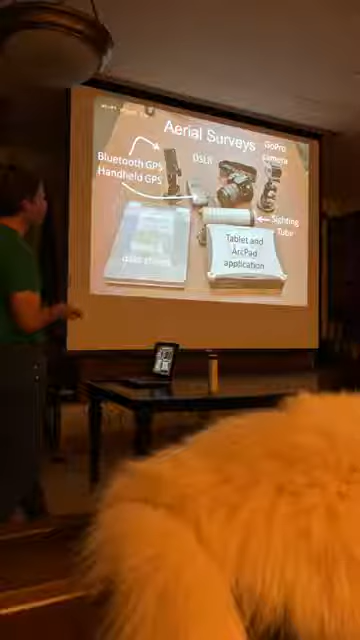 Aerial Surveys
GoPro
camera
DSLR
Bluetooth GPS
Handheld GPS
Sighting
Tube
Tablet and
ArcPad
application